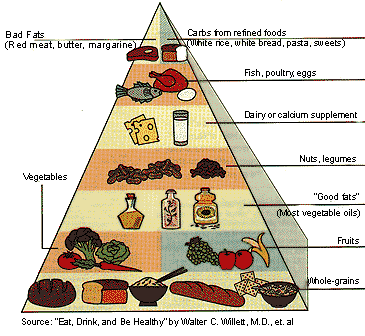 Bad Fats
(Red meat, butter, margarine)
Carbs from refined foods
(White rice, white bread, pasta, sweets)
Fish, poultry, eggs
Dairy or calcium supplement
Nuts, legumes
"Good fats"
(Most vegetable oils)
Vegetables
Fruits
Whole-grains
Source: "Eat, Drink, and Be Healthy" by Walter C. Willett, M.D., et. al